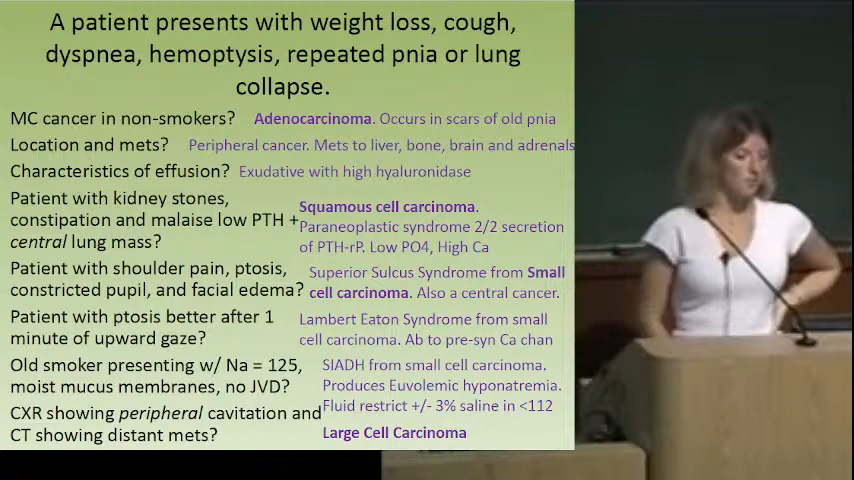 A patient presents with weight loss, cough,
dyspnea, hemoptysis, repeated pnia or lung
collapse.
MC cancer in non-smokers? Adenocarcinoma. Occurs in scars of old pnia
Location and mets? Peripheral cancer. Mets to liver, bone, brain and adrenals
Characteristics of effusion? Exudative with high hyaluronidase
Patient with kidney stones,
constipation and malaise low PTH +
central lung mass?
Squamous cell carcinoma.
Paraneoplastic syndrome 2/2 secretion
of PTH-rP. Low PO4, High Ca
Patient with shoulder pain, ptosis,
constricted pupil, and facial edema?
Superior Sulcus Syndrome from Small
cell carcinoma. Also a central cancer.
Patient with ptosis better after 1
minute of upward gaze?
Lambert Eaton Syndrome from small
cell carcinoma. Ab to pre-syn Ca chan
Old smoker presenting w/ Na = 125,
moist mucus membranes, no JVD?
SIADH from small cell carcinoma.
Produces Euvolemic hyponatremia.
Fluid restrict +/- 3% saline in <112
CXR showing peripheral cavitation and
CT showing distant mets?
Large Cell Carcinoma